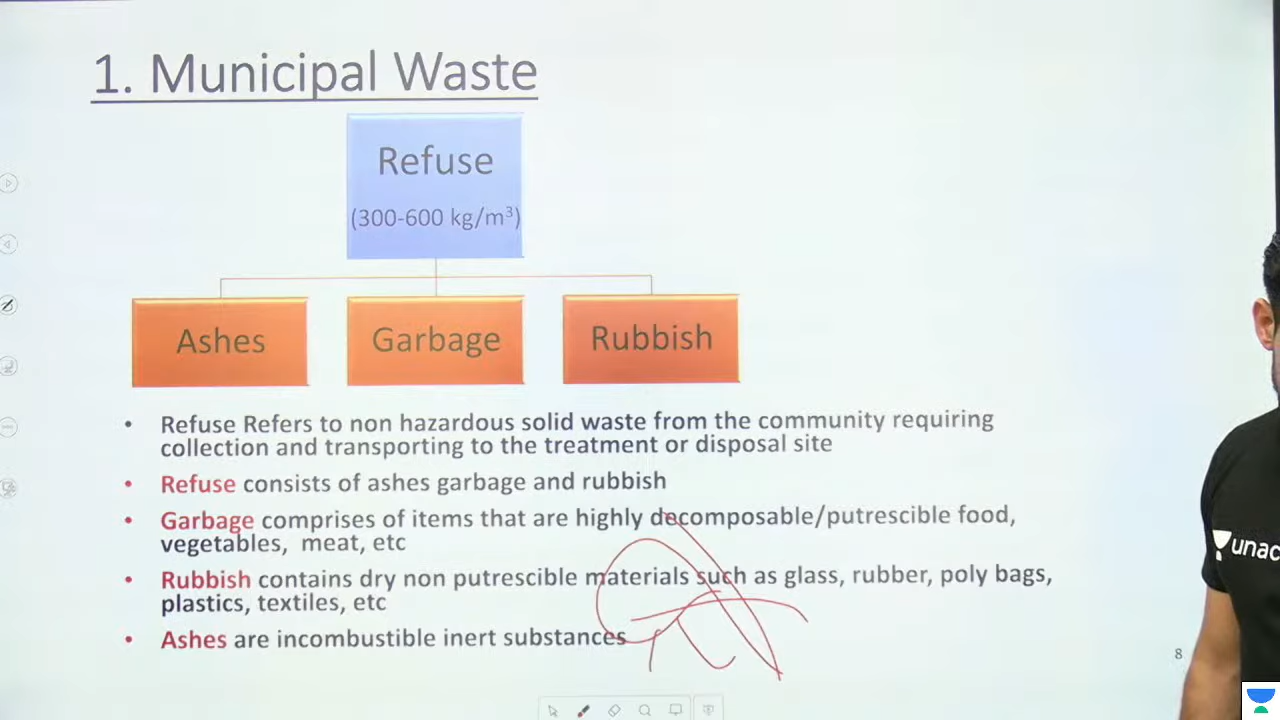 1. Municipal Waste
Refuse
(300-600 kg/m³)
Ashes
Garbage
Rubbish
• Refuse Refers to non hazardous solid waste from the community requiring
collection and transporting to the treatment or disposal site
• Refuse consists of ashes garbage and rubbish
• Garbage comprises of items that are highly decomposable/putrescible food,
vegetables, meat, etc
• Rubbish contains dry non putrescible materials such as glass, rubber, poly bags,
plastics, textiles, etc
• Ashes are incombustible inert substances
8
unac